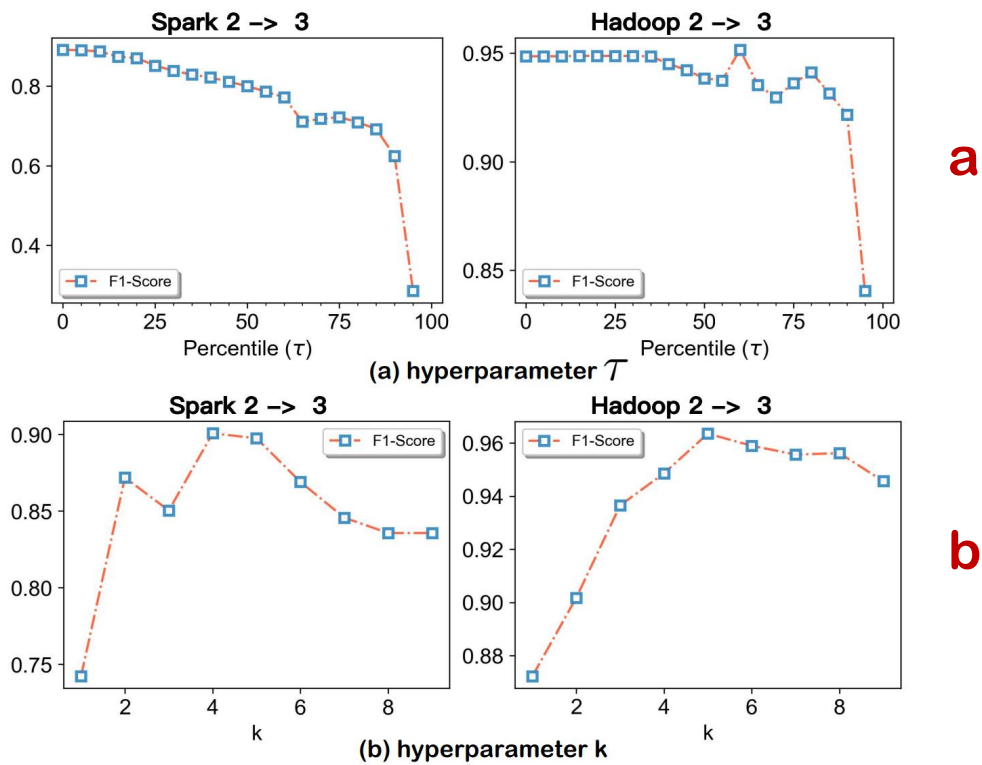 Spark 2 –> 3
0.8
0.6
0.4
F1-Score
0 25 50 75 100
Percentile (τ)
Hadoop 2 –> 3
0.95
0.90
0.85
F1-Score
0 25 50 75 100
Percentile (τ)
a
(a) hyperparameter τ
Spark 2 –> 3
0.90
0.85
0.80
0.75
F1-Score
2 4 6 8
k
Hadoop 2 –> 3
0.96
0.94
0.92
0.90
0.88
F1-Score
2 4 6 8
k
b
(b) hyperparameter k